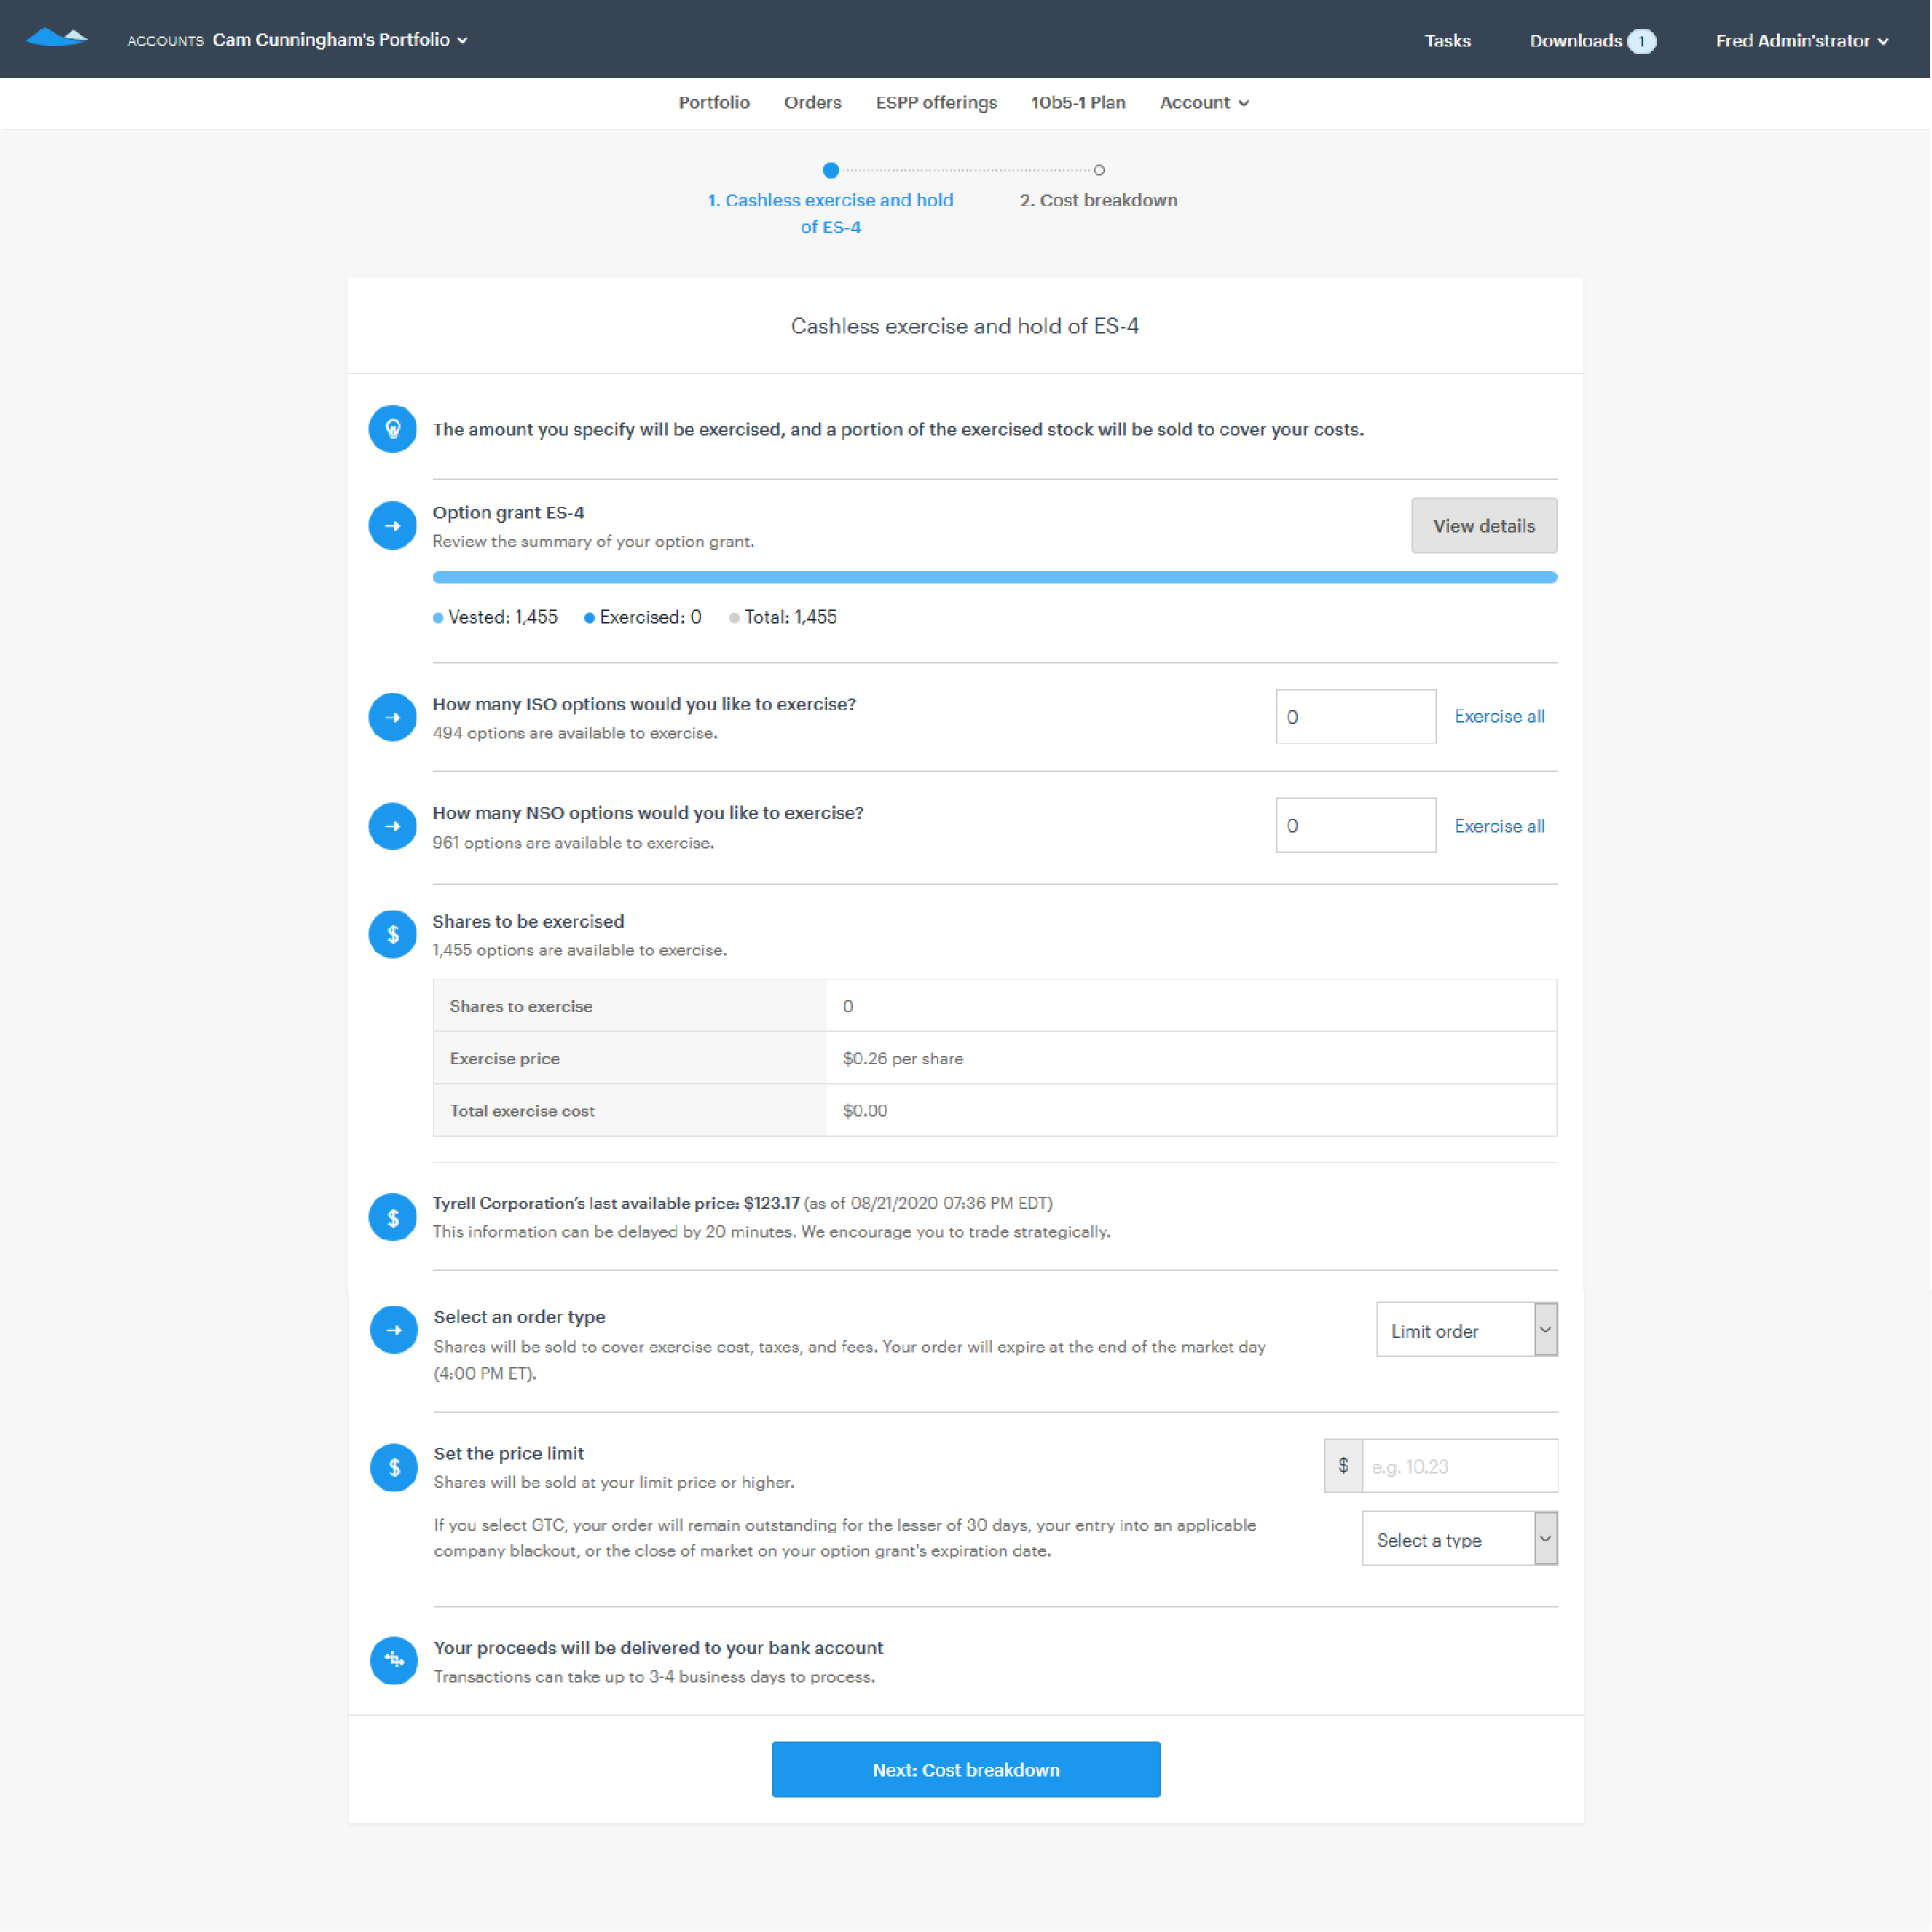 ACCOUNTS Cam Cunningham's Portfolio
Tasks
Downloads 1
Fred Admin'strator
Portfolio
Orders
ESPP offerings
10b5-1 Plan
Account
1. Cashless exercise and hold
of ES-4
2. Cost breakdown
Cashless exercise and hold of ES-4
The amount you specify will be exercised, and a portion of the exercised stock will be sold to cover your costs.
Option grant ES-4
Review the summary of your option grant.
View details
Vested: 1,455
Exercised: 0
Total: 1,455
How many ISO options would you like to exercise?
494 options are available to exercise.
0
Exercise all
How many NSO options would you like to exercise?
961 options are available to exercise.
0
Exercise all
$
Shares to be exercised
1,455 options are available to exercise.
Shares to exercise
0
Exercise price
$0.26 per share
Total exercise cost
$0.00
$
Tyrell Corporation’s last available price: $123.17 (as of 08/21/2020 07:36 PM EDT)
This information can be delayed by 20 minutes. We encourage you to trade strategically.
Select an order type
Shares will be sold to cover exercise cost, taxes, and fees. Your order will expire at the end of the market day
(4:00 PM ET).
Limit order
$
Set the price limit
Shares will be sold at your limit price or higher.
$
e.g. 10.23
If you select GTC, your order will remain outstanding for the lesser of 30 days, your entry into an applicable
company blackout, or the close of market on your option grant's expiration date.
Select a type
Your proceeds will be delivered to your bank account
Transactions can take up to 3-4 business days to process.
Next: Cost breakdown